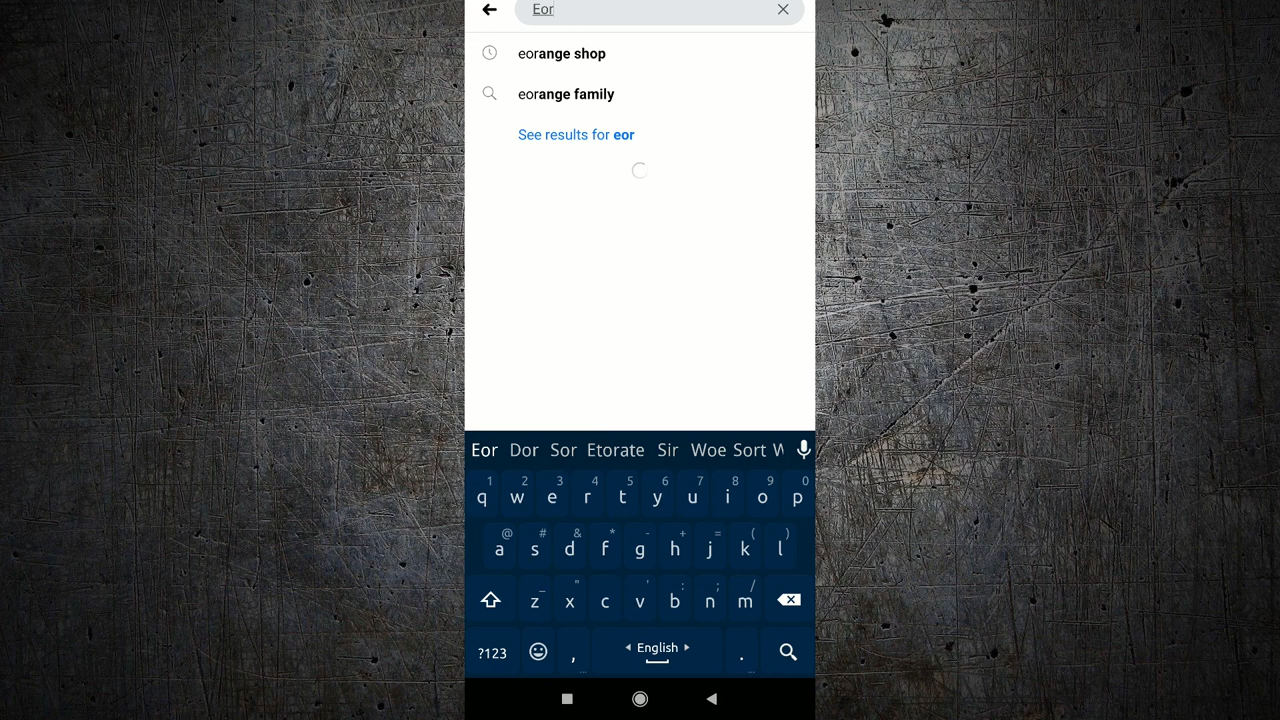 Eor
eorange shop
eorange family
See results for eor
Eor Dor Sor Etorate Sir Woe Sort W
1 2 3 4 5 6 7 8 9 0
q w e r t y u i o p
@ # & * - + = ( )
a s d f g h j k l
_ " ' : ; /
z x c v b n m
?123 , English .